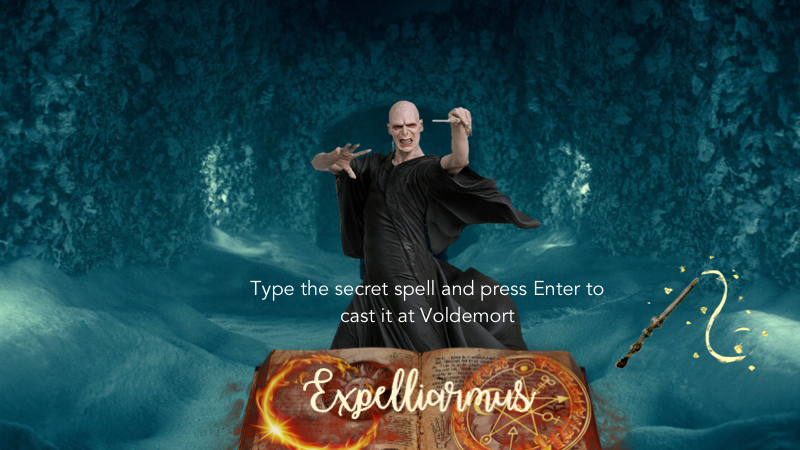 Type the secret spell and press Enter to
cast it at Voldemort
Expelliarmus